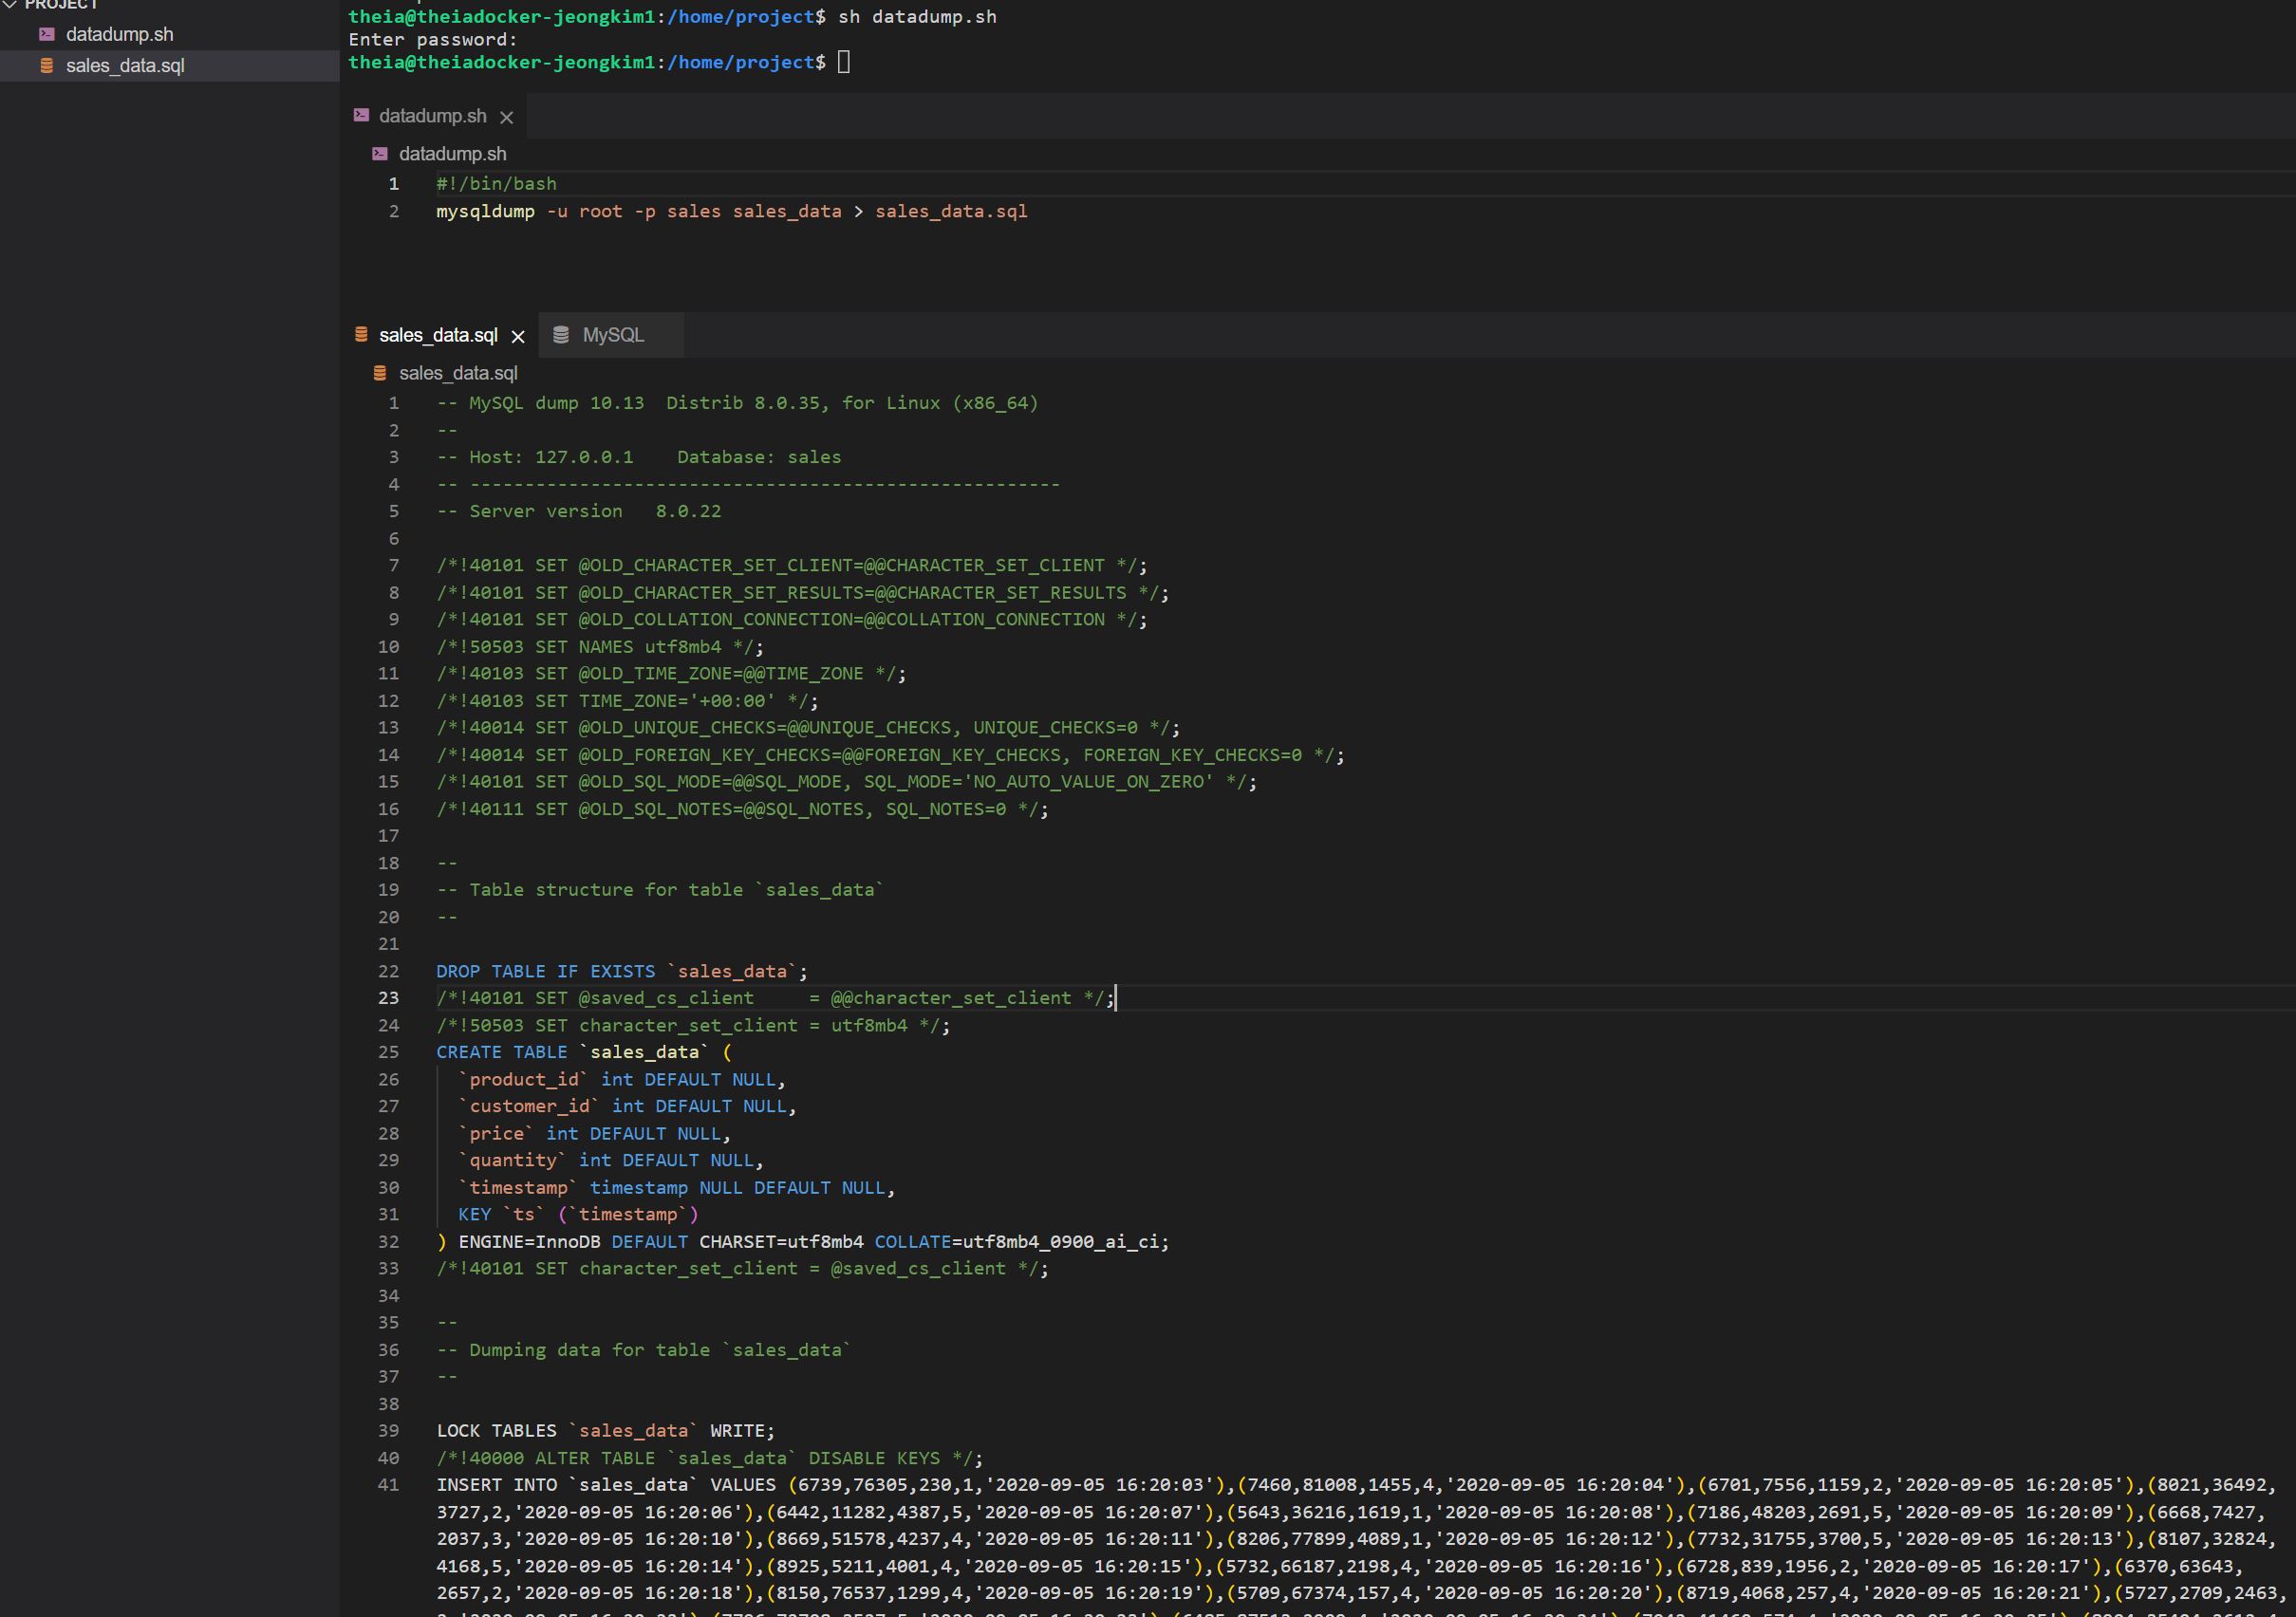 PROJECT
datadump.sh
sales_data.sql
theia@theiadocker-jeongkim1:/home/project$ sh datadump.sh
Enter password:
theia@theiadocker-jeongkim1:/home/project$
datadump.sh
datadump.sh
1 #!/bin/bash
2 mysqldump -u root -p sales sales_data > sales_data.sql
sales_data.sql MySQL
sales_data.sql
1 -- MySQL dump 10.13  Distrib 8.0.35, for Linux (x86_64)
2 --
3 -- Host: 127.0.0.1    Database: sales
4 -- ------------------------------------------------------
5 -- Server version   8.0.22
6
7 /*!40101 SET @OLD_CHARACTER_SET_CLIENT=@@CHARACTER_SET_CLIENT */;
8 /*!40101 SET @OLD_CHARACTER_SET_RESULTS=@@CHARACTER_SET_RESULTS */;
9 /*!40101 SET @OLD_COLLATION_CONNECTION=@@COLLATION_CONNECTION */;
10 /*!50503 SET NAMES utf8mb4 */;
11 /*!40103 SET @OLD_TIME_ZONE=@@TIME_ZONE */;
12 /*!40103 SET TIME_ZONE='+00:00' */;
13 /*!40014 SET @OLD_UNIQUE_CHECKS=@@UNIQUE_CHECKS, UNIQUE_CHECKS=0 */;
14 /*!40014 SET @OLD_FOREIGN_KEY_CHECKS=@@FOREIGN_KEY_CHECKS, FOREIGN_KEY_CHECKS=0 */;
15 /*!40101 SET @OLD_SQL_MODE=@@SQL_MODE, SQL_MODE='NO_AUTO_VALUE_ON_ZERO' */;
16 /*!40111 SET @OLD_SQL_NOTES=@@SQL_NOTES, SQL_NOTES=0 */;
17
18 --
19 -- Table structure for table `sales_data`
20 --
21
22 DROP TABLE IF EXISTS `sales_data`;
23 /*!40101 SET @saved_cs_client     = @@character_set_client */;
24 /*!50503 SET character_set_client = utf8mb4 */;
25 CREATE TABLE `sales_data` (
26 `product_id` int DEFAULT NULL,
27 `customer_id` int DEFAULT NULL,
28 `price` int DEFAULT NULL,
29 `quantity` int DEFAULT NULL,
30 `timestamp` timestamp NULL DEFAULT NULL,
31 KEY `ts` (`timestamp`)
32 ) ENGINE=InnoDB DEFAULT CHARSET=utf8mb4 COLLATE=utf8mb4_0900_ai_ci;
33 /*!40101 SET character_set_client = @saved_cs_client */;
34
35 --
36 -- Dumping data for table `sales_data`
37 --
38
39 LOCK TABLES `sales_data` WRITE;
40 /*!40000 ALTER TABLE `sales_data` DISABLE KEYS */;
41 INSERT INTO `sales_data` VALUES (6739,76305,230,1,'2020-09-05 16:20:03'),(7460,81008,1455,4,'2020-09-05 16:20:04'),(6701,7556,1159,2,'2020-09-05 16:20:05'),(8021,36492,
3727,2,'2020-09-05 16:20:06'),(6442,11282,4387,5,'2020-09-05 16:20:07'),(5643,36216,1619,1,'2020-09-05 16:20:08'),(7186,48203,2691,5,'2020-09-05 16:20:09'),(6668,7427,
2037,3,'2020-09-05 16:20:10'),(8669,51578,4237,4,'2020-09-05 16:20:11'),(8206,77899,4089,1,'2020-09-05 16:20:12'),(7732,31755,3700,5,'2020-09-05 16:20:13'),(8107,32824,
4168,5,'2020-09-05 16:20:14'),(8925,5211,4001,4,'2020-09-05 16:20:15'),(5732,66187,2198,4,'2020-09-05 16:20:16'),(6728,839,1956,2,'2020-09-05 16:20:17'),(6370,63643,
2657,2,'2020-09-05 16:20:18'),(8150,76537,1299,4,'2020-09-05 16:20:19'),(5709,67374,157,4,'2020-09-05 16:20:20'),(8719,4068,257,4,'2020-09-05 16:20:21'),(5727,2709,2463,